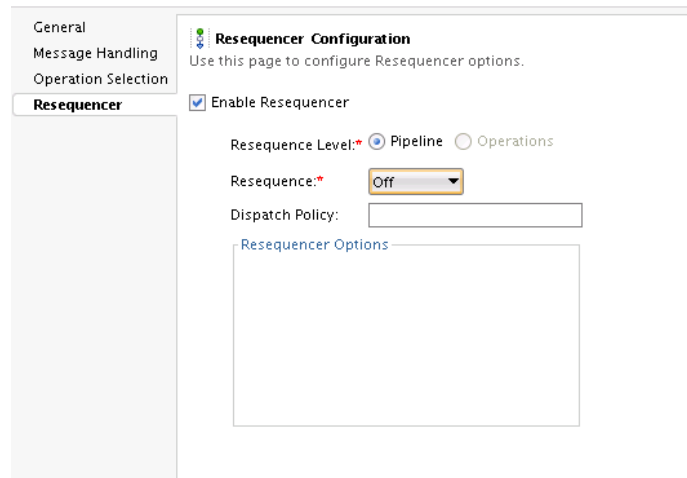 General
Message Handling
Operation Selection
Resequencer
Resequencer Configuration
Use this page to configure Resequencer options.
Enable Resequencer
Resequence Level:* Pipeline Operations
Resequence:* Off
Dispatch Policy:
Resequencer Options